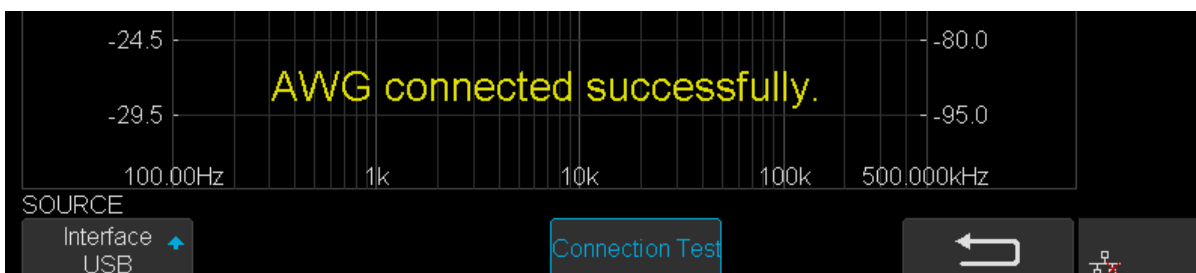 -24.5 -80.0
AWG connected successfully.
-29.5 -95.0
100.00Hz 1k 10k 100k 500.000kHz
SOURCE
Interface Connection Test
USB